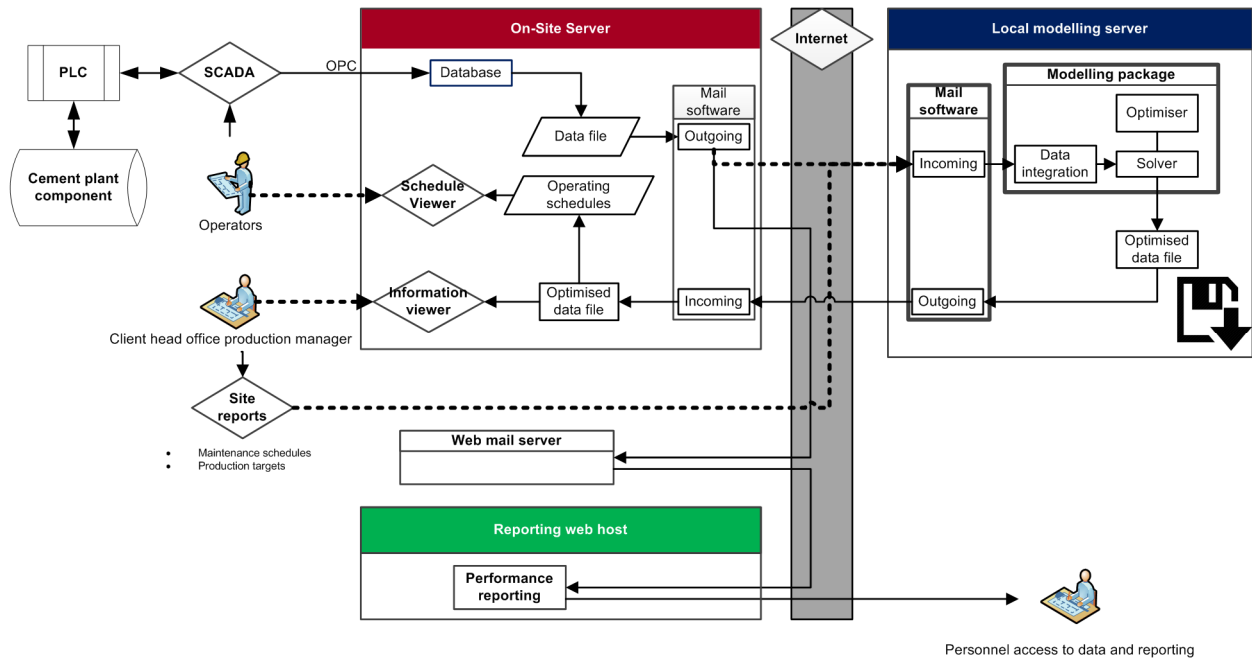 On-Site Server
Internet
Local modelling server
PLC
SCADA
OPC
Database
Mail
software
Outgoing
Data file
Modelling package
Mail
software
Optimiser
Incoming
Data
integration
Solver
Cement plant
component
Operators
Schedule
Viewer
Operating
schedules
Optimised
data file
Client head office production manager
Information
viewer
Optimised
data file
Incoming
Outgoing
Site
reports
• Maintenance schedules
• Production targets
Web mail server
Reporting web host
Performance
reporting
Personnel access to data and reporting